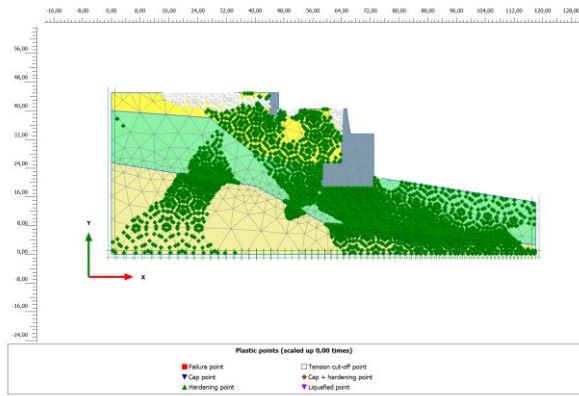 -16,00 -8,00 0,00 8,00 16,00 24,00 32,00 40,00 48,00 56,00 64,00 72,00 80,00 88,00 96,00 104,00 112,00 120,00 128,00
56,00
48,00
40,00
32,00
24,00
16,00
8,00
0,00
-8,00
-16,00
-24,00
Y
X
Plastic points (scaled up 0,00 times)
Failure point
Tension cut-off point
Cap point
Cap + hardening point
Hardening point
Liquefied point